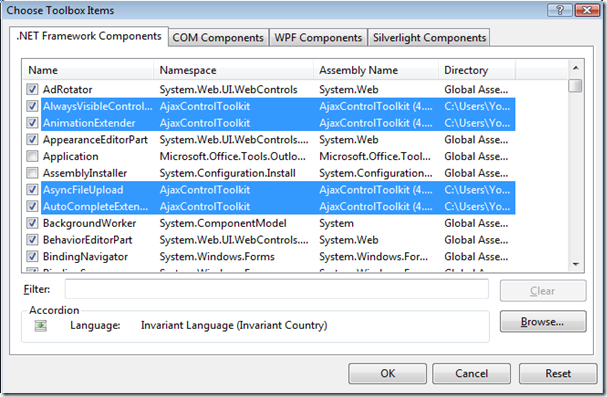 Choose Toolbox Items
.NET Framework Components COM Components WPF Components Silverlight Components
Name Namespace Assembly Name Directory
AdRotator System.Web.UI.WebControls System.Web Global Asse...
AlwaysVisibleControl... AjaxControlToolkit AjaxControlToolkit (4.... C:\Users\Yo...
AnimationExtender AjaxControlToolkit AjaxControlToolkit (4.... C:\Users\Yo...
AppearanceEditorPart System.Web.UI.WebControls.... System.Web Global Asse...
Application Microsoft.Office.Tools.Outlo... Microsoft.Office.Tool... Global Asse...
AssemblyInstaller System.Configuration.Install System.Configuration... Global Asse...
AsyncFileUpload AjaxControlToolkit AjaxControlToolkit (4.... C:\Users\Yo...
AutoCompleteExten... AjaxControlToolkit AjaxControlToolkit (4.... C:\Users\Yo...
BackgroundWorker System.ComponentModel System Global Asse...
BehaviorEditorPart System.Web.UI.WebControls.... System.Web Global Asse...
BindingNavigator System.Windows.Forms System.Windows.For... Global Asse...
Filter: Clear
Accordion
Language: Invariant Language (Invariant Country)
Browse...
OK Cancel Reset